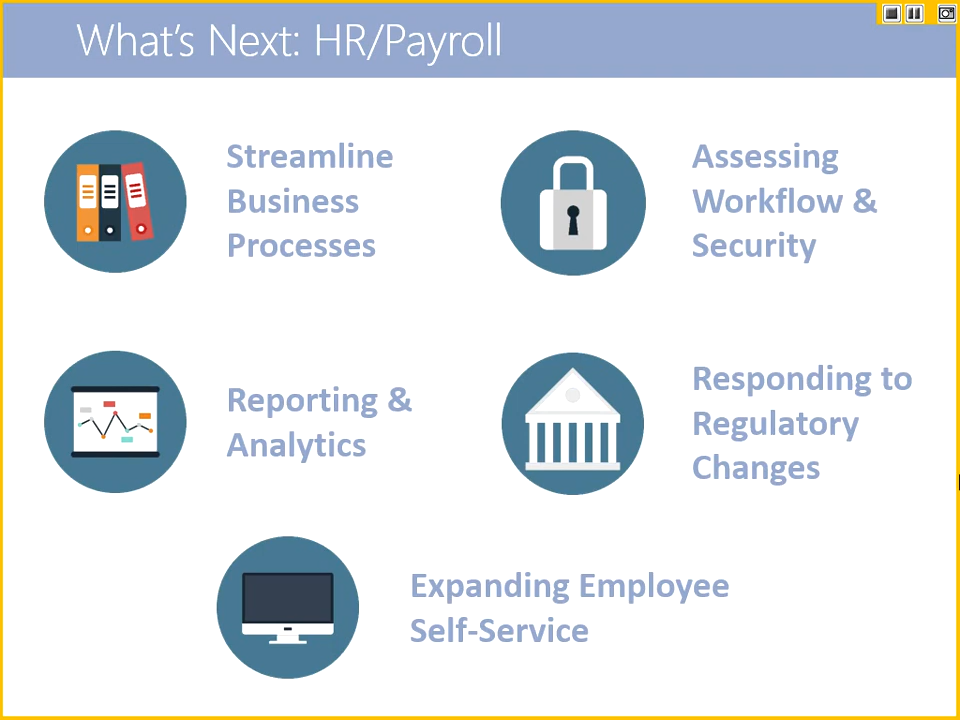 What's Next: HR/Payroll
Streamline
Business
Processes
Assessing
Workflow &
Security
Reporting &
Analytics
Responding to
Regulatory
Changes
Expanding Employee
Self-Service